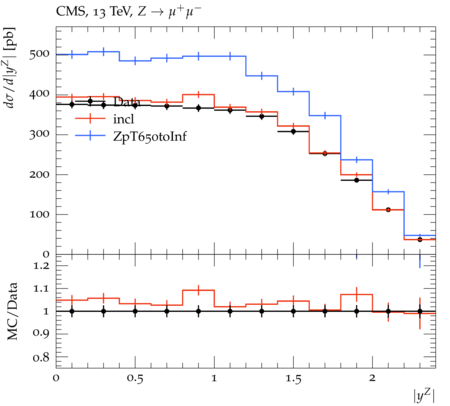 CMS, 13 TeV, Z → μ⁺μ⁻
dσ/d|y^Z| [pb]
500
400
300
200
100
0
Data
incl
ZpT650toInf
MC/Data
1.2
1.1
1
0.9
0.8
0 0.5 1 1.5 2
|y^Z|